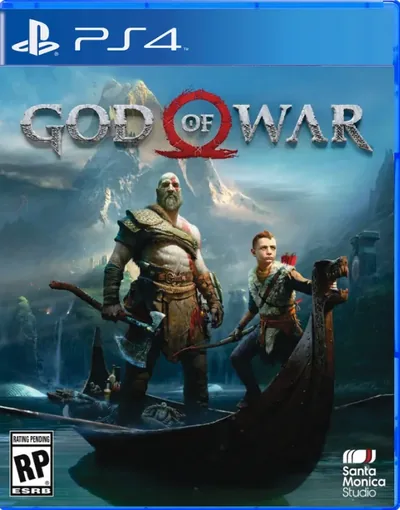 PS4
GOD OF WAR
RATING PENDING
RP
ESRB
Santa
Monica
Studio